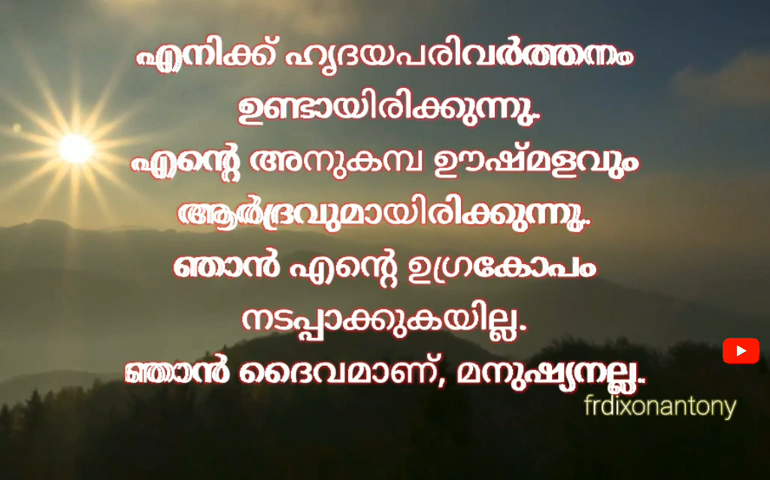 എനിക്ക് ഹൃദയപരിവർത്തനം
ഉണ്ടായിരിക്കുന്നു.
എന്റെ അനുകമ്പ ഊഷ്മളവും
ആർദ്രവുമായിരിക്കുന്നു.
ഞാൻ എന്റെ ഉഗ്രകോപം
നടപ്പാക്കുകയില്ല.
ഞാൻ ദൈവമാണ്, മനുഷ്യനല്ല.
frdixonantony